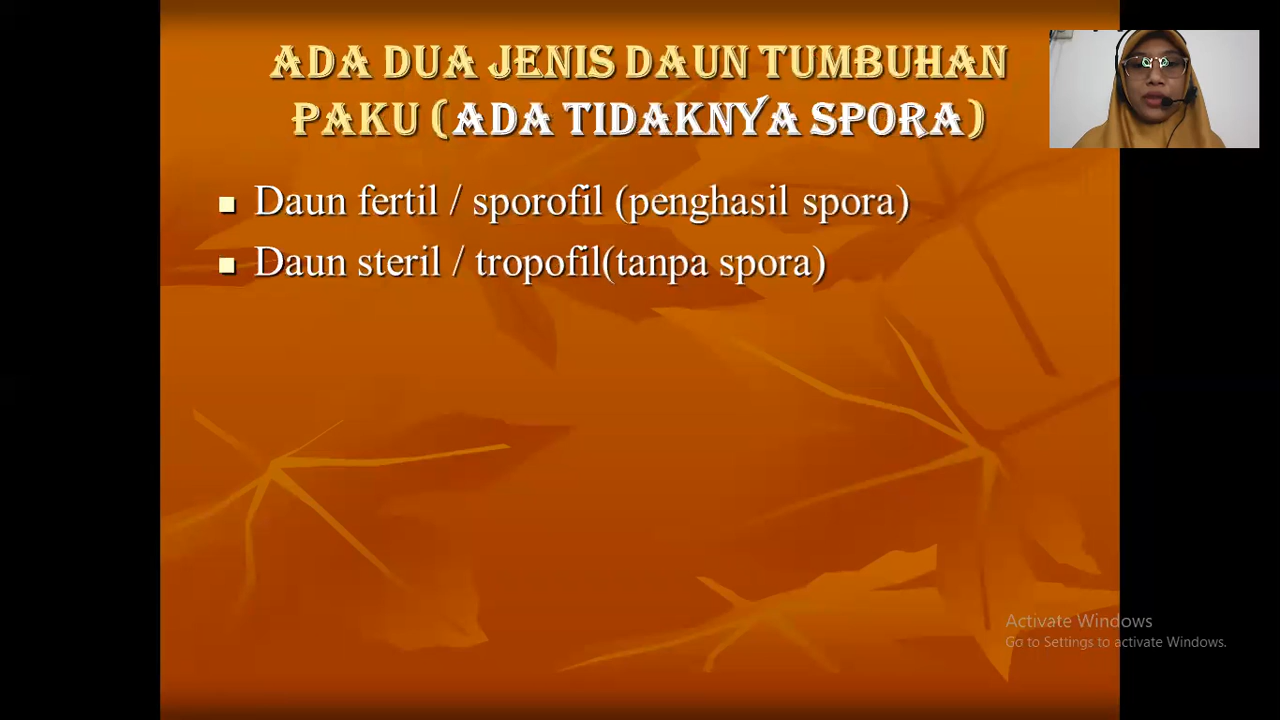 ADA DUA JENIS DAUN TUMBUHAN
PAKU (ADA TIDAKNYA SPORA)
Daun fertil / sporofil (penghasil spora)
Daun steril / tropofil(tanpa spora)
Activate Windows
Go to Settings to activate Windows.